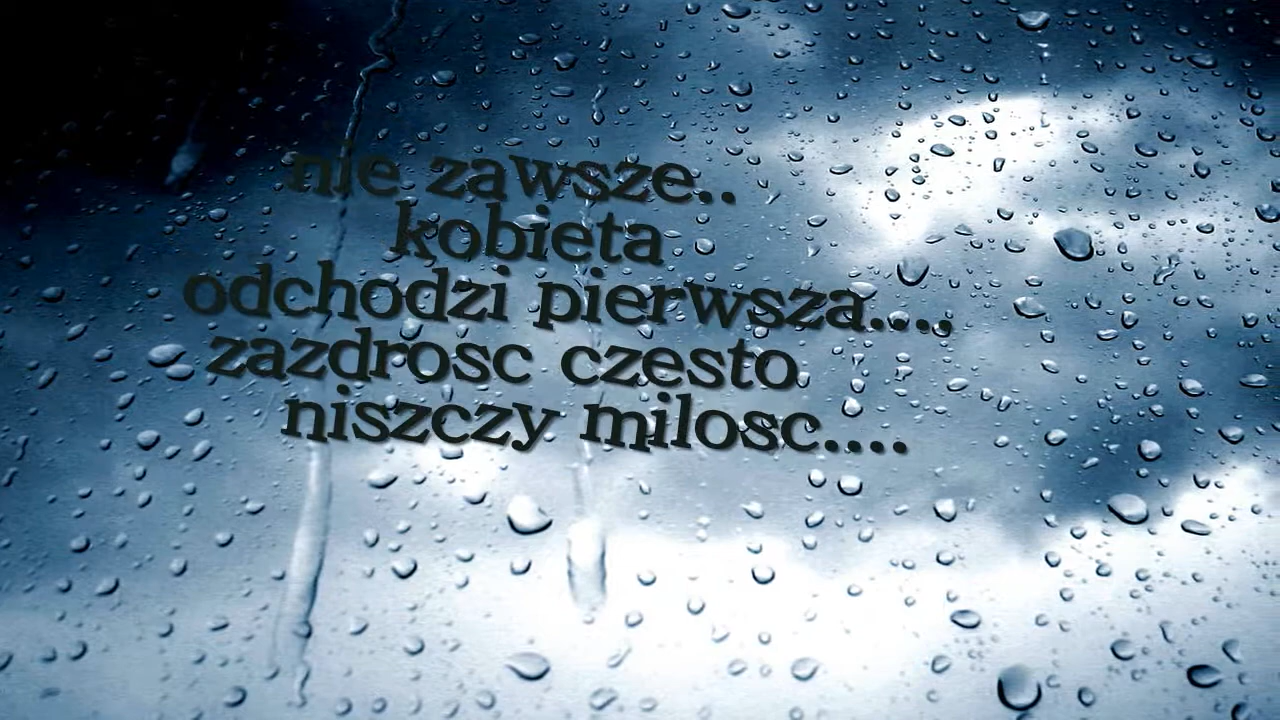 nie zawsze..
kobieta
odchodzi pierwsza....,
zazdrosc czesto
niszczy milosc....